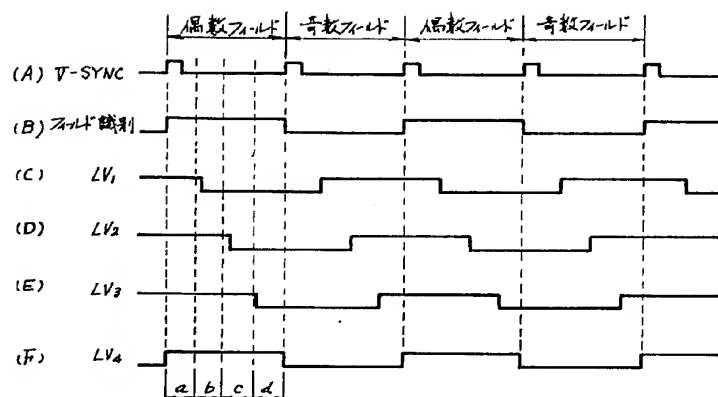 偶数フィールド 奇数フィールド 偶数フィールド 奇数フィールド
(A) V-SYNC
(B) フィールド識別
(C) LV1
(D) LV2
(E) LV3
(F) LV4
a b c d